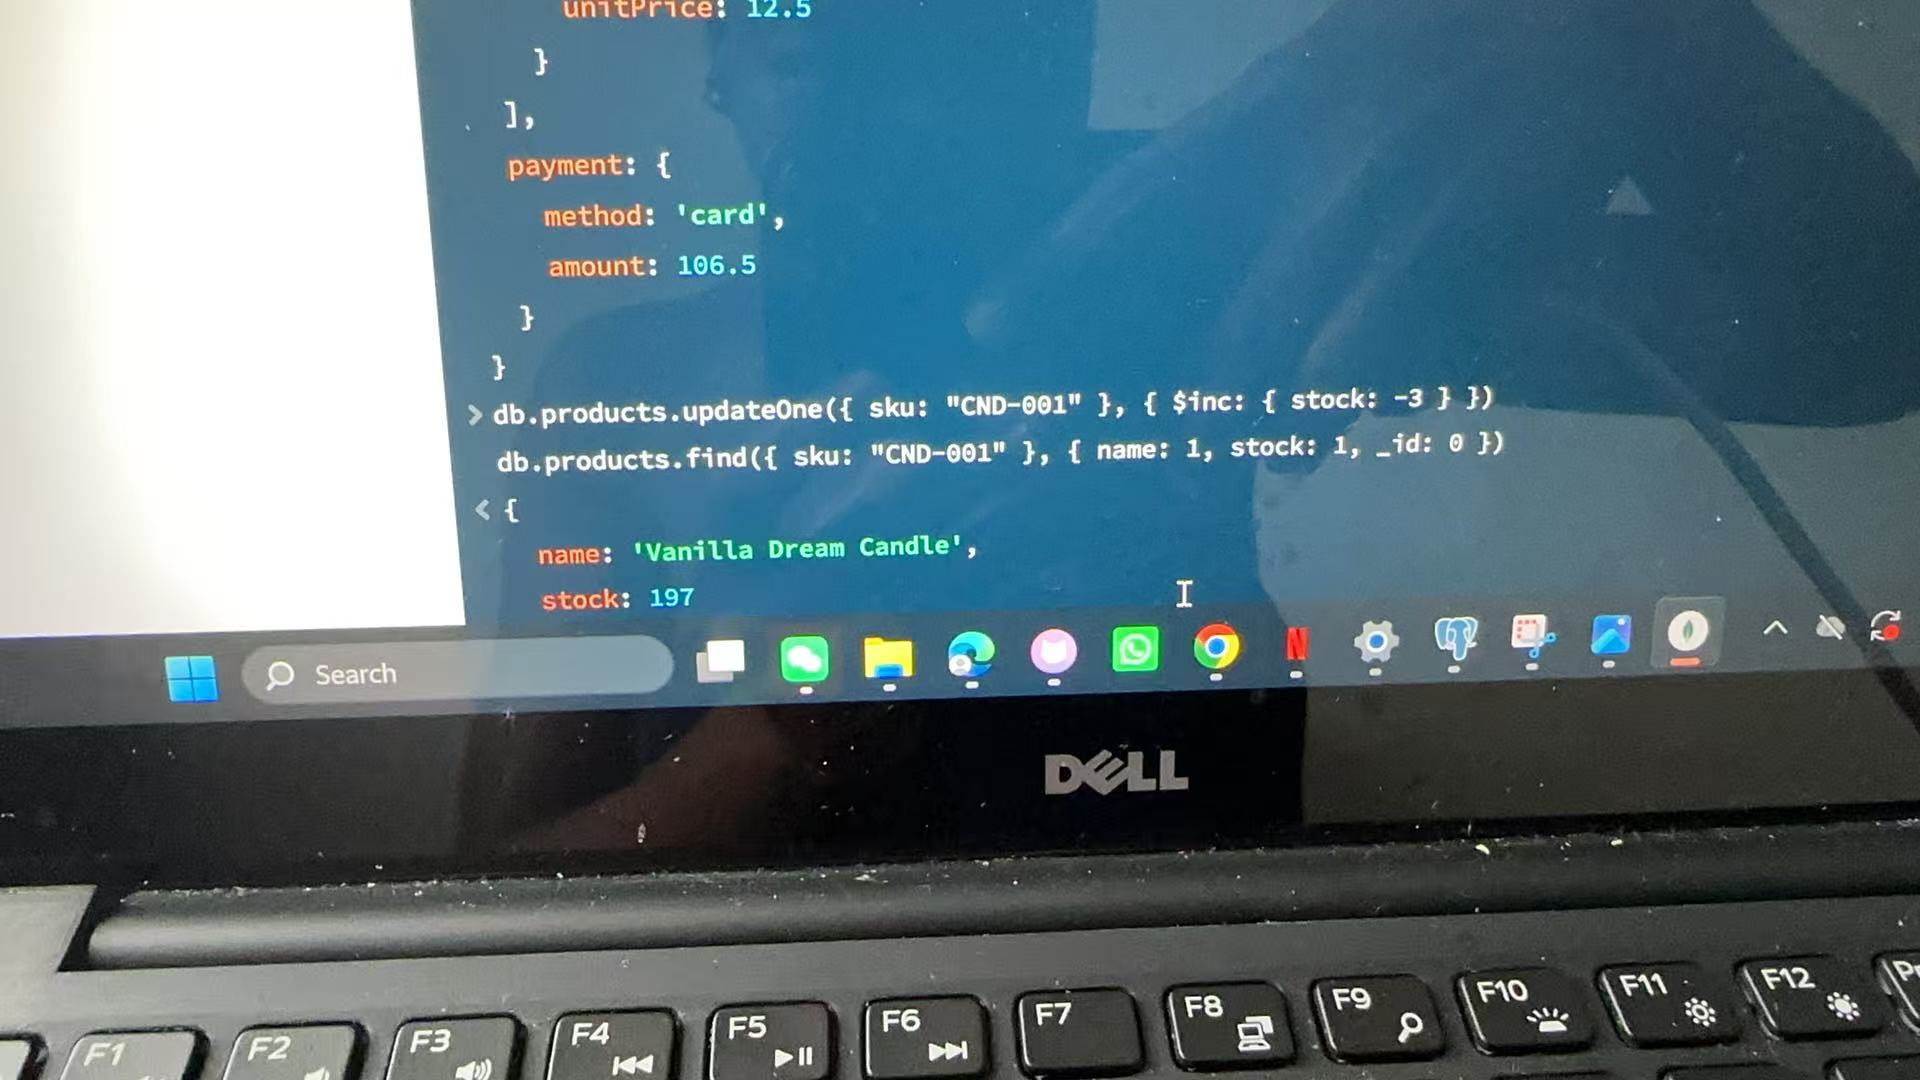 unitPrice: 12.5
}
],
payment: {
method: 'card',
amount: 106.5
}
}
> db.products.updateOne({ sku: "CND-001" }, { $inc: { stock: -3 } })
db.products.find({ sku: "CND-001" }, { name: 1, stock: 1, _id: 0 })
< {
name: 'Vanilla Dream Candle',
stock: 197
Search
DELL
F1
F2
F3
F4
F5
F6
F7
F8
F9
F10
F11
F12